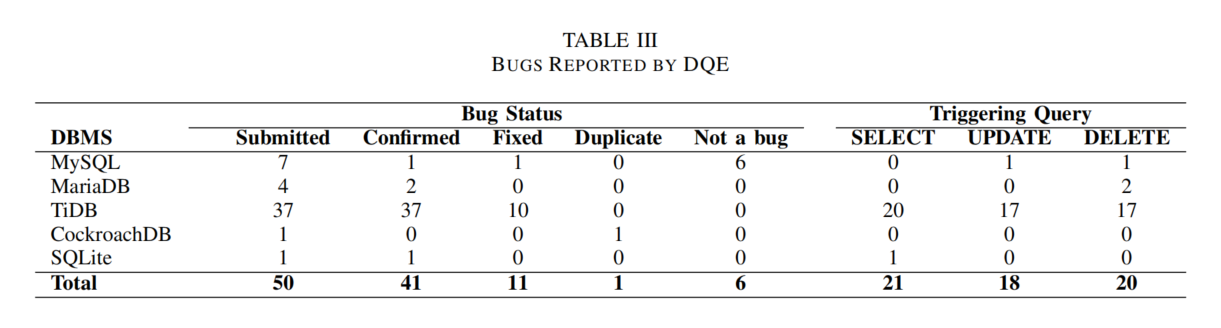 TABLE III
BUGS REPORTED BY DQE
Bug Status Triggering Query
DBMS Submitted Confirmed Fixed Duplicate Not a bug SELECT UPDATE DELETE
MySQL 7 1 1 0 6 0 1 1
MariaDB 4 2 0 0 0 0 0 2
TiDB 37 37 10 0 0 20 17 17
CockroachDB 1 0 0 1 0 0 0 0
SQLite 1 1 0 0 0 1 0 0
Total 50 41 11 1 6 21 18 20